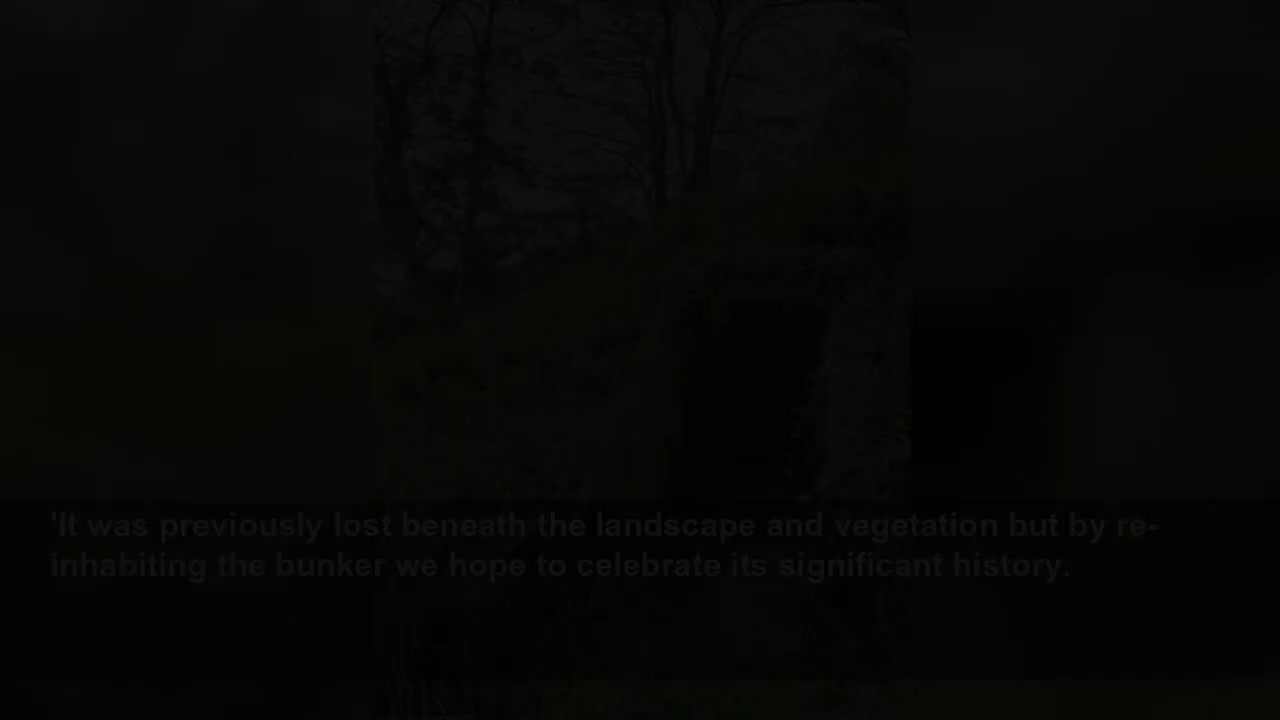 'It was previously lost beneath the landscape and vegetation but by re-
inhabiting the bunker we hope to celebrate its significant history.